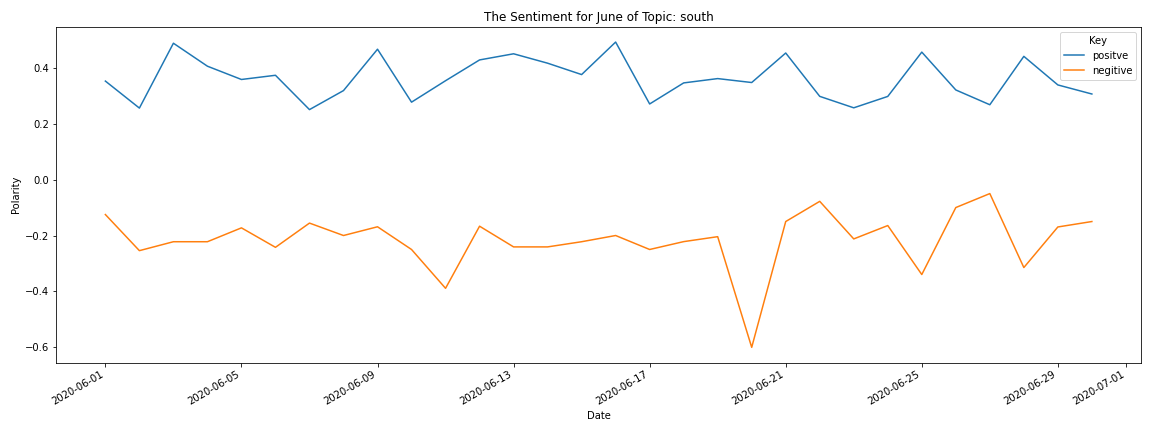 The Sentiment for June of Topic: south
Key
positve
negitive
Polarity
0.4
0.2
0.0
−0.2
−0.4
−0.6
2020-06-01
2020-06-05
2020-06-09
2020-06-13
2020-06-17
2020-06-21
2020-06-25
2020-06-29
2020-07-01
Date